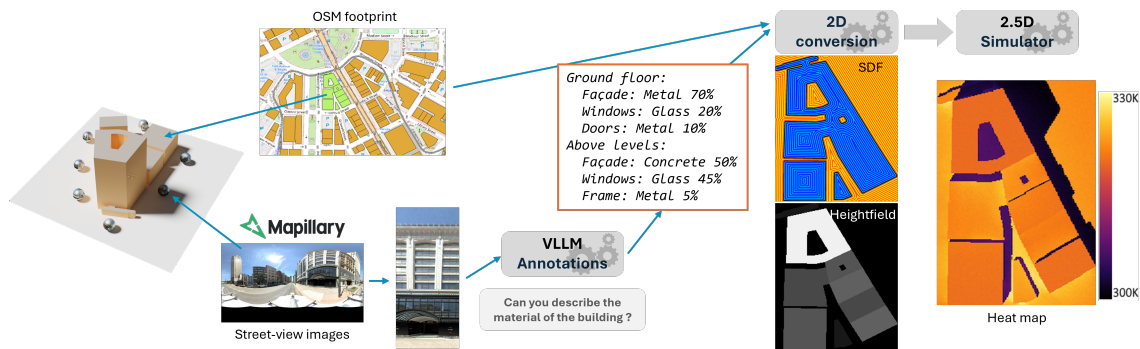 OSM footprint
2D
conversion
2.5D
Simulator
SDF
330K
Ground floor:
Façade: Metal 70%
Windows: Glass 20%
Doors: Metal 10%
Above levels:
Façade: Concrete 50%
Windows: Glass 45%
Frame: Metal 5%
Heightfield
Mapillary
VLLM
Annotations
Can you describe the
material of the building ?
300K
Street-view images
Heat map